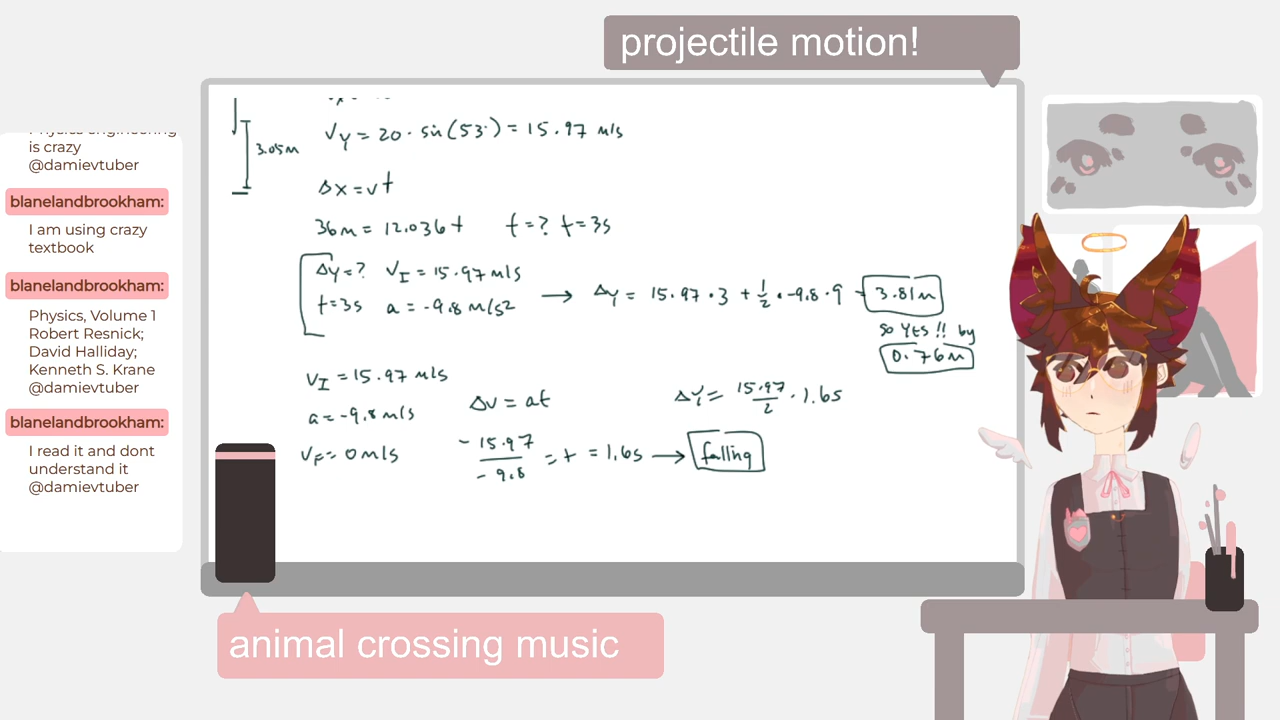 projectile motion!
Physics engineering
is crazy
@damievtuber
blanelandbrookham:
I am using crazy
textbook
blanelandbrookham:
Physics, Volume 1
Robert Resnick;
David Halliday;
Kenneth S. Krane
@damievtuber
blanelandbrookham:
I read it and dont
understand it
@damievtuber
3.05m
Vy = 20 · sin(53°) = 15.97 m/s
Δx = vt
36m = 12.036t t=? t=3s
Δy=? VI = 15.97 m/s
t=3s a = -9.8 m/s2 → Δy = 15.97 · 3 + 1/2 · -9.8 · 9 = 3.81m
so YES!! by
0.76m
VI = 15.97 m/s
a = -9.8 m/s Δv = at Δy = 15.97/2 · 1.6s
VF = 0 m/s -15.97/-9.8 = t = 1.6s → falling
animal crossing music